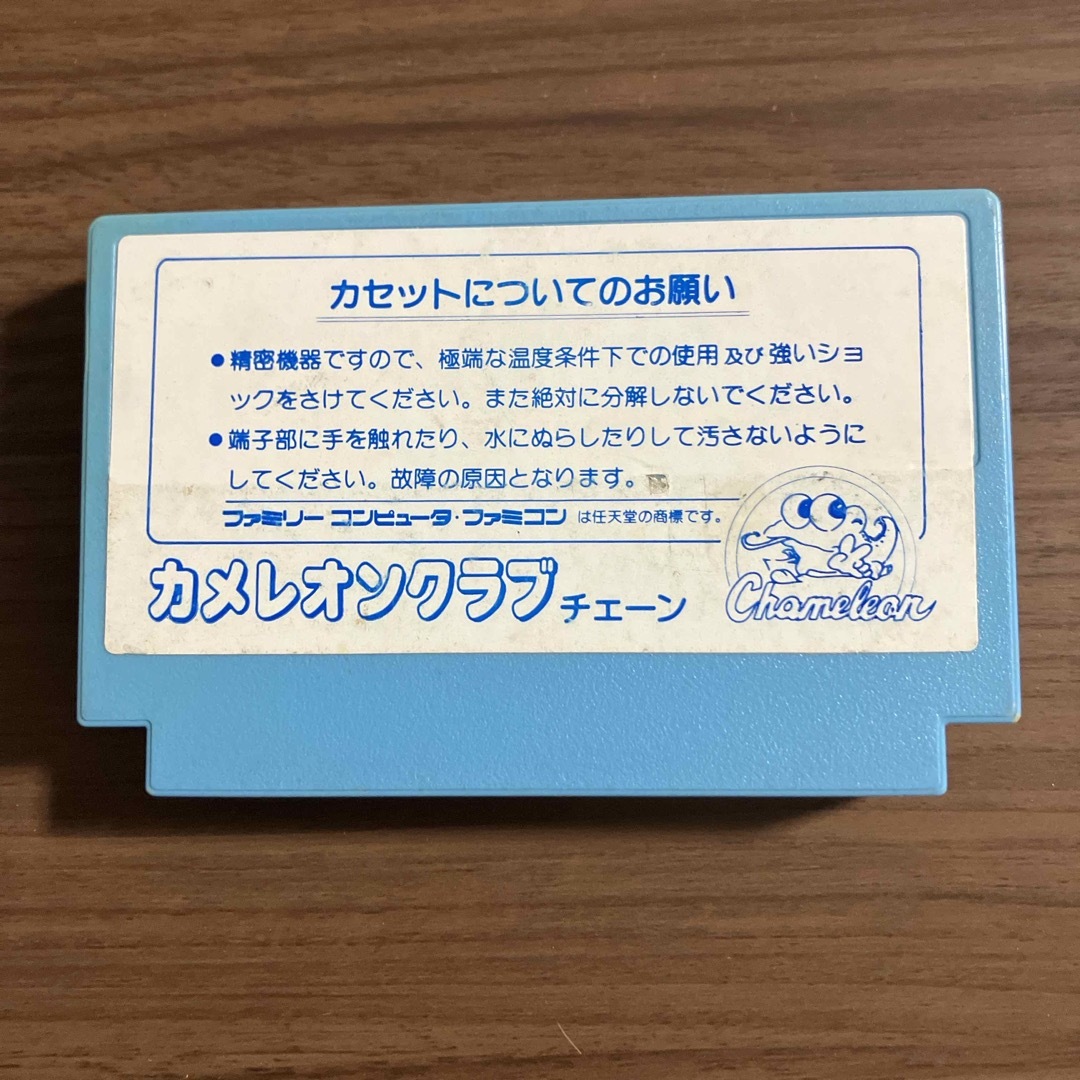 カセットについてのお願い
●精密機器ですので、極端な温度条件下での使用及び強いショ
ックをさけてください。また絶対に分解しないでください。
●端子部に手を触れたり、水にぬらしたりして汚さないように
してください。故障の原因となります。
ファミリーコンピュータ・ファミコン は任天堂の商標です。
カメレオンクラブチェーン
Chameleon